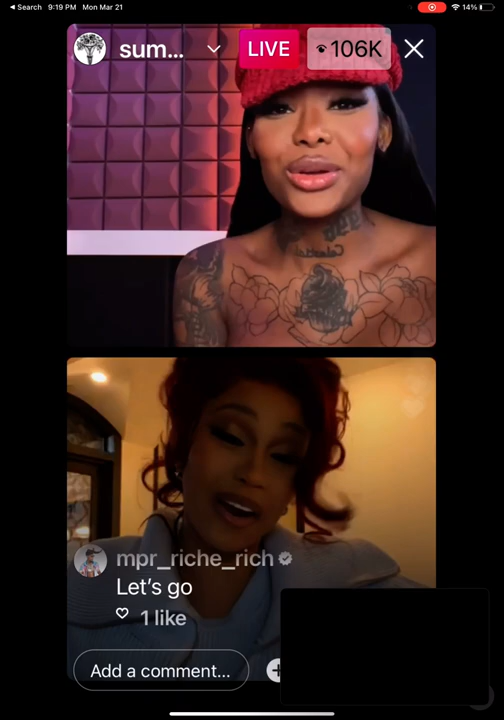 Search 9:19 PM Mon Mar 21 14%
sum... LIVE 106K
mpr_riche_rich
Let's go
1 like
Add a comment...